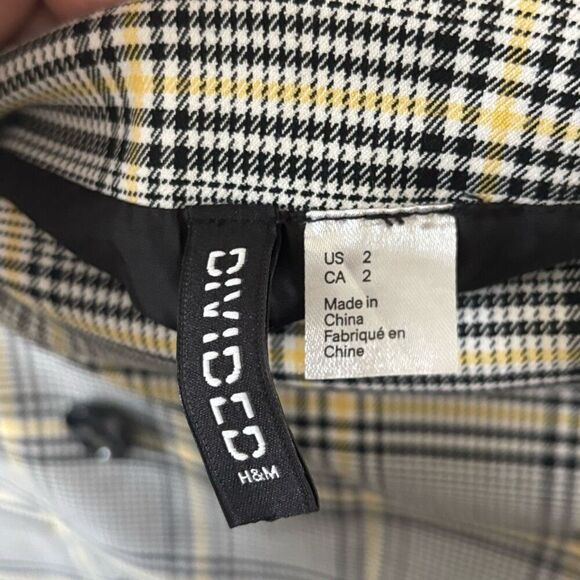 DIVIDED
H&M
US 2
CA 2
Made in
China
Fabriqué en
Chine